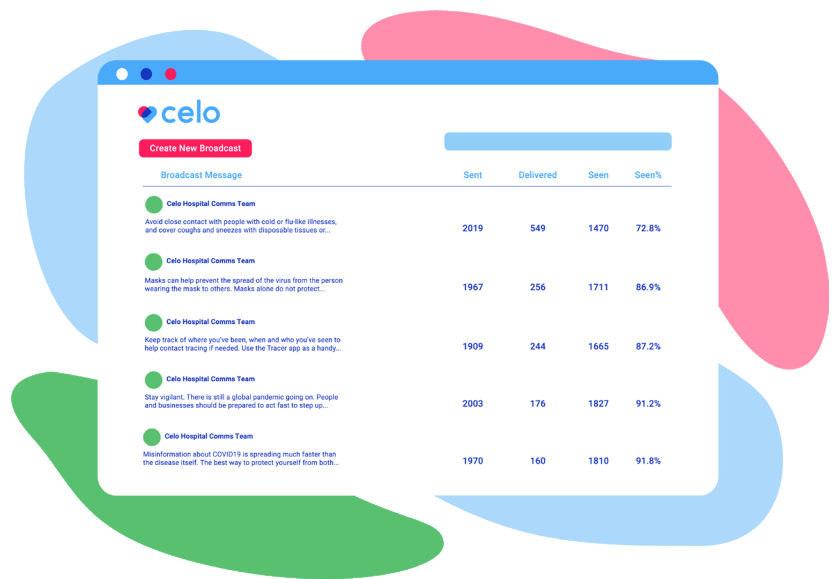 celo
Create New Broadcast
Broadcast Message Sent Delivered Seen Seen%
Celo Hospital Comms Team
Avoid close contact with people with cold or flu-like illnesses,
and cover coughs and sneezes with disposable tissues or...
2019 549 1470 72.8%
Celo Hospital Comms Team
Masks can help prevent the spread of the virus from the person
wearing the mask to others. Masks alone do not protect...
1967 256 1711 86.9%
Celo Hospital Comms Team
Keep track of where you've been, when and who you've seen to
help contact tracing if needed. Use the Tracer app as a handy...
1909 244 1665 87.2%
Celo Hospital Comms Team
Stay vigilant. There is still a global pandemic going on. People
and businesses should be prepared to act fast to step up...
2003 176 1827 91.2%
Celo Hospital Comms Team
Misinformation about COVID19 is spreading much faster than
the disease itself. The best way to protect yourself from both...
1970 160 1810 91.8%